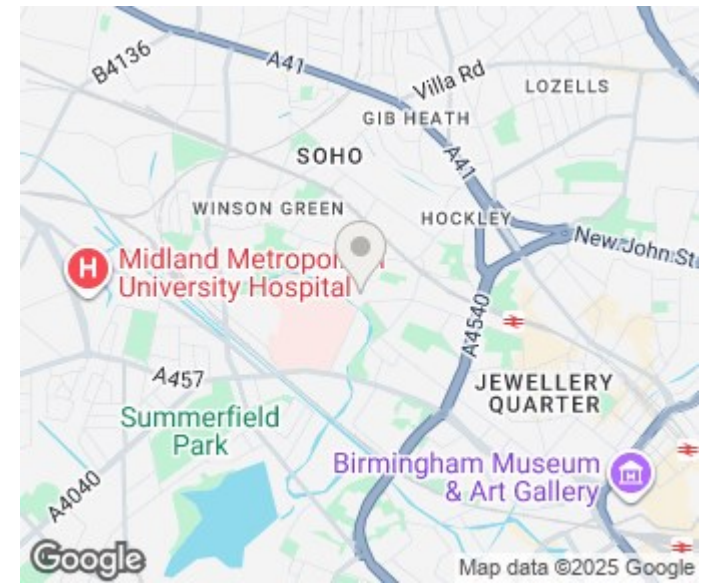 B4136
A41
Villa Rd
LOZELLS
GIB HEATH
SOHO
A41
WINSON GREEN
HOCKLEY
New John St
H
Midland Metropolitan
University Hospital
A4540
A457
JEWELLERY
QUARTER
Summerfield
Park
Birmingham Museum
& Art Gallery
A4040
Google
Map data ©2025 Google